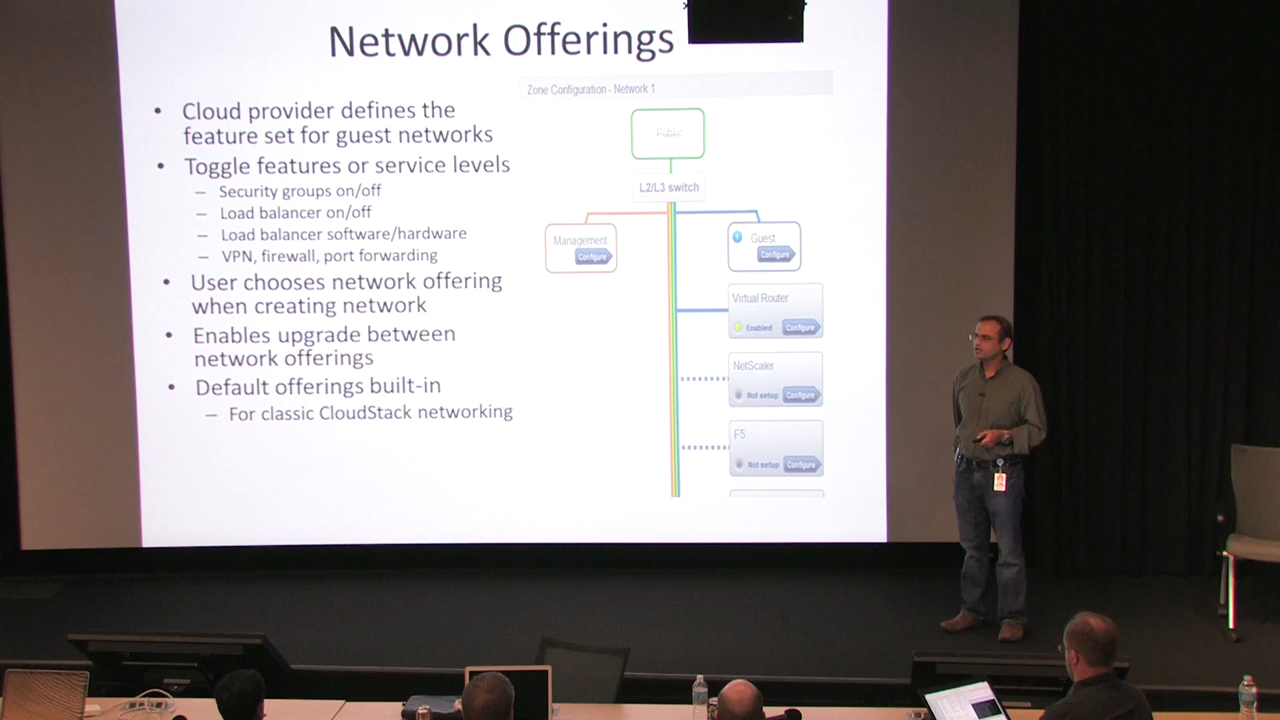 Network Offerings
• Cloud provider defines the
feature set for guest networks
• Toggle features or service levels
– Security groups on/off
– Load balancer on/off
– Load balancer software/hardware
– VPN, firewall, port forwarding
• User chooses network offering
when creating network
• Enables upgrade between
network offerings
• Default offerings built-in
– For classic CloudStack networking
Zone Configuration - Network 1
Public
L2/L3 switch
Management
Configure
Guest
Configure
Virtual Router
Enabled Configure
NetScaler
Not setup Configure
F5
Not setup Configure